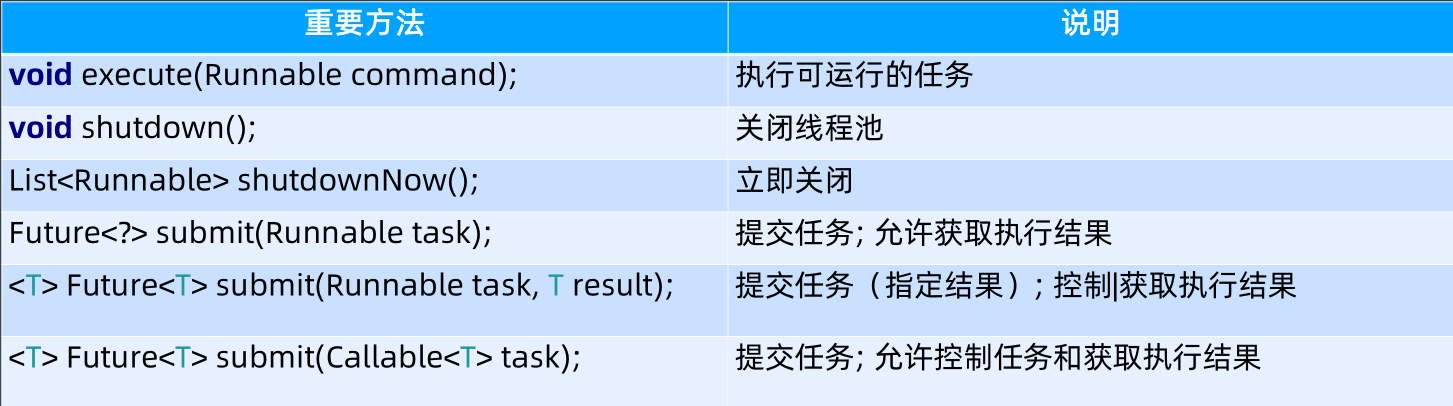 重要方法 说明
void execute(Runnable command); 执行可运行的任务
void shutdown(); 关闭线程池
List<Runnable> shutdownNow(); 立即关闭
Future<?> submit(Runnable task); 提交任务; 允许获取执行结果
<T> Future<T> submit(Runnable task, T result); 提交任务（指定结果）; 控制|获取执行结果
<T> Future<T> submit(Callable<T> task); 提交任务; 允许控制任务和获取执行结果